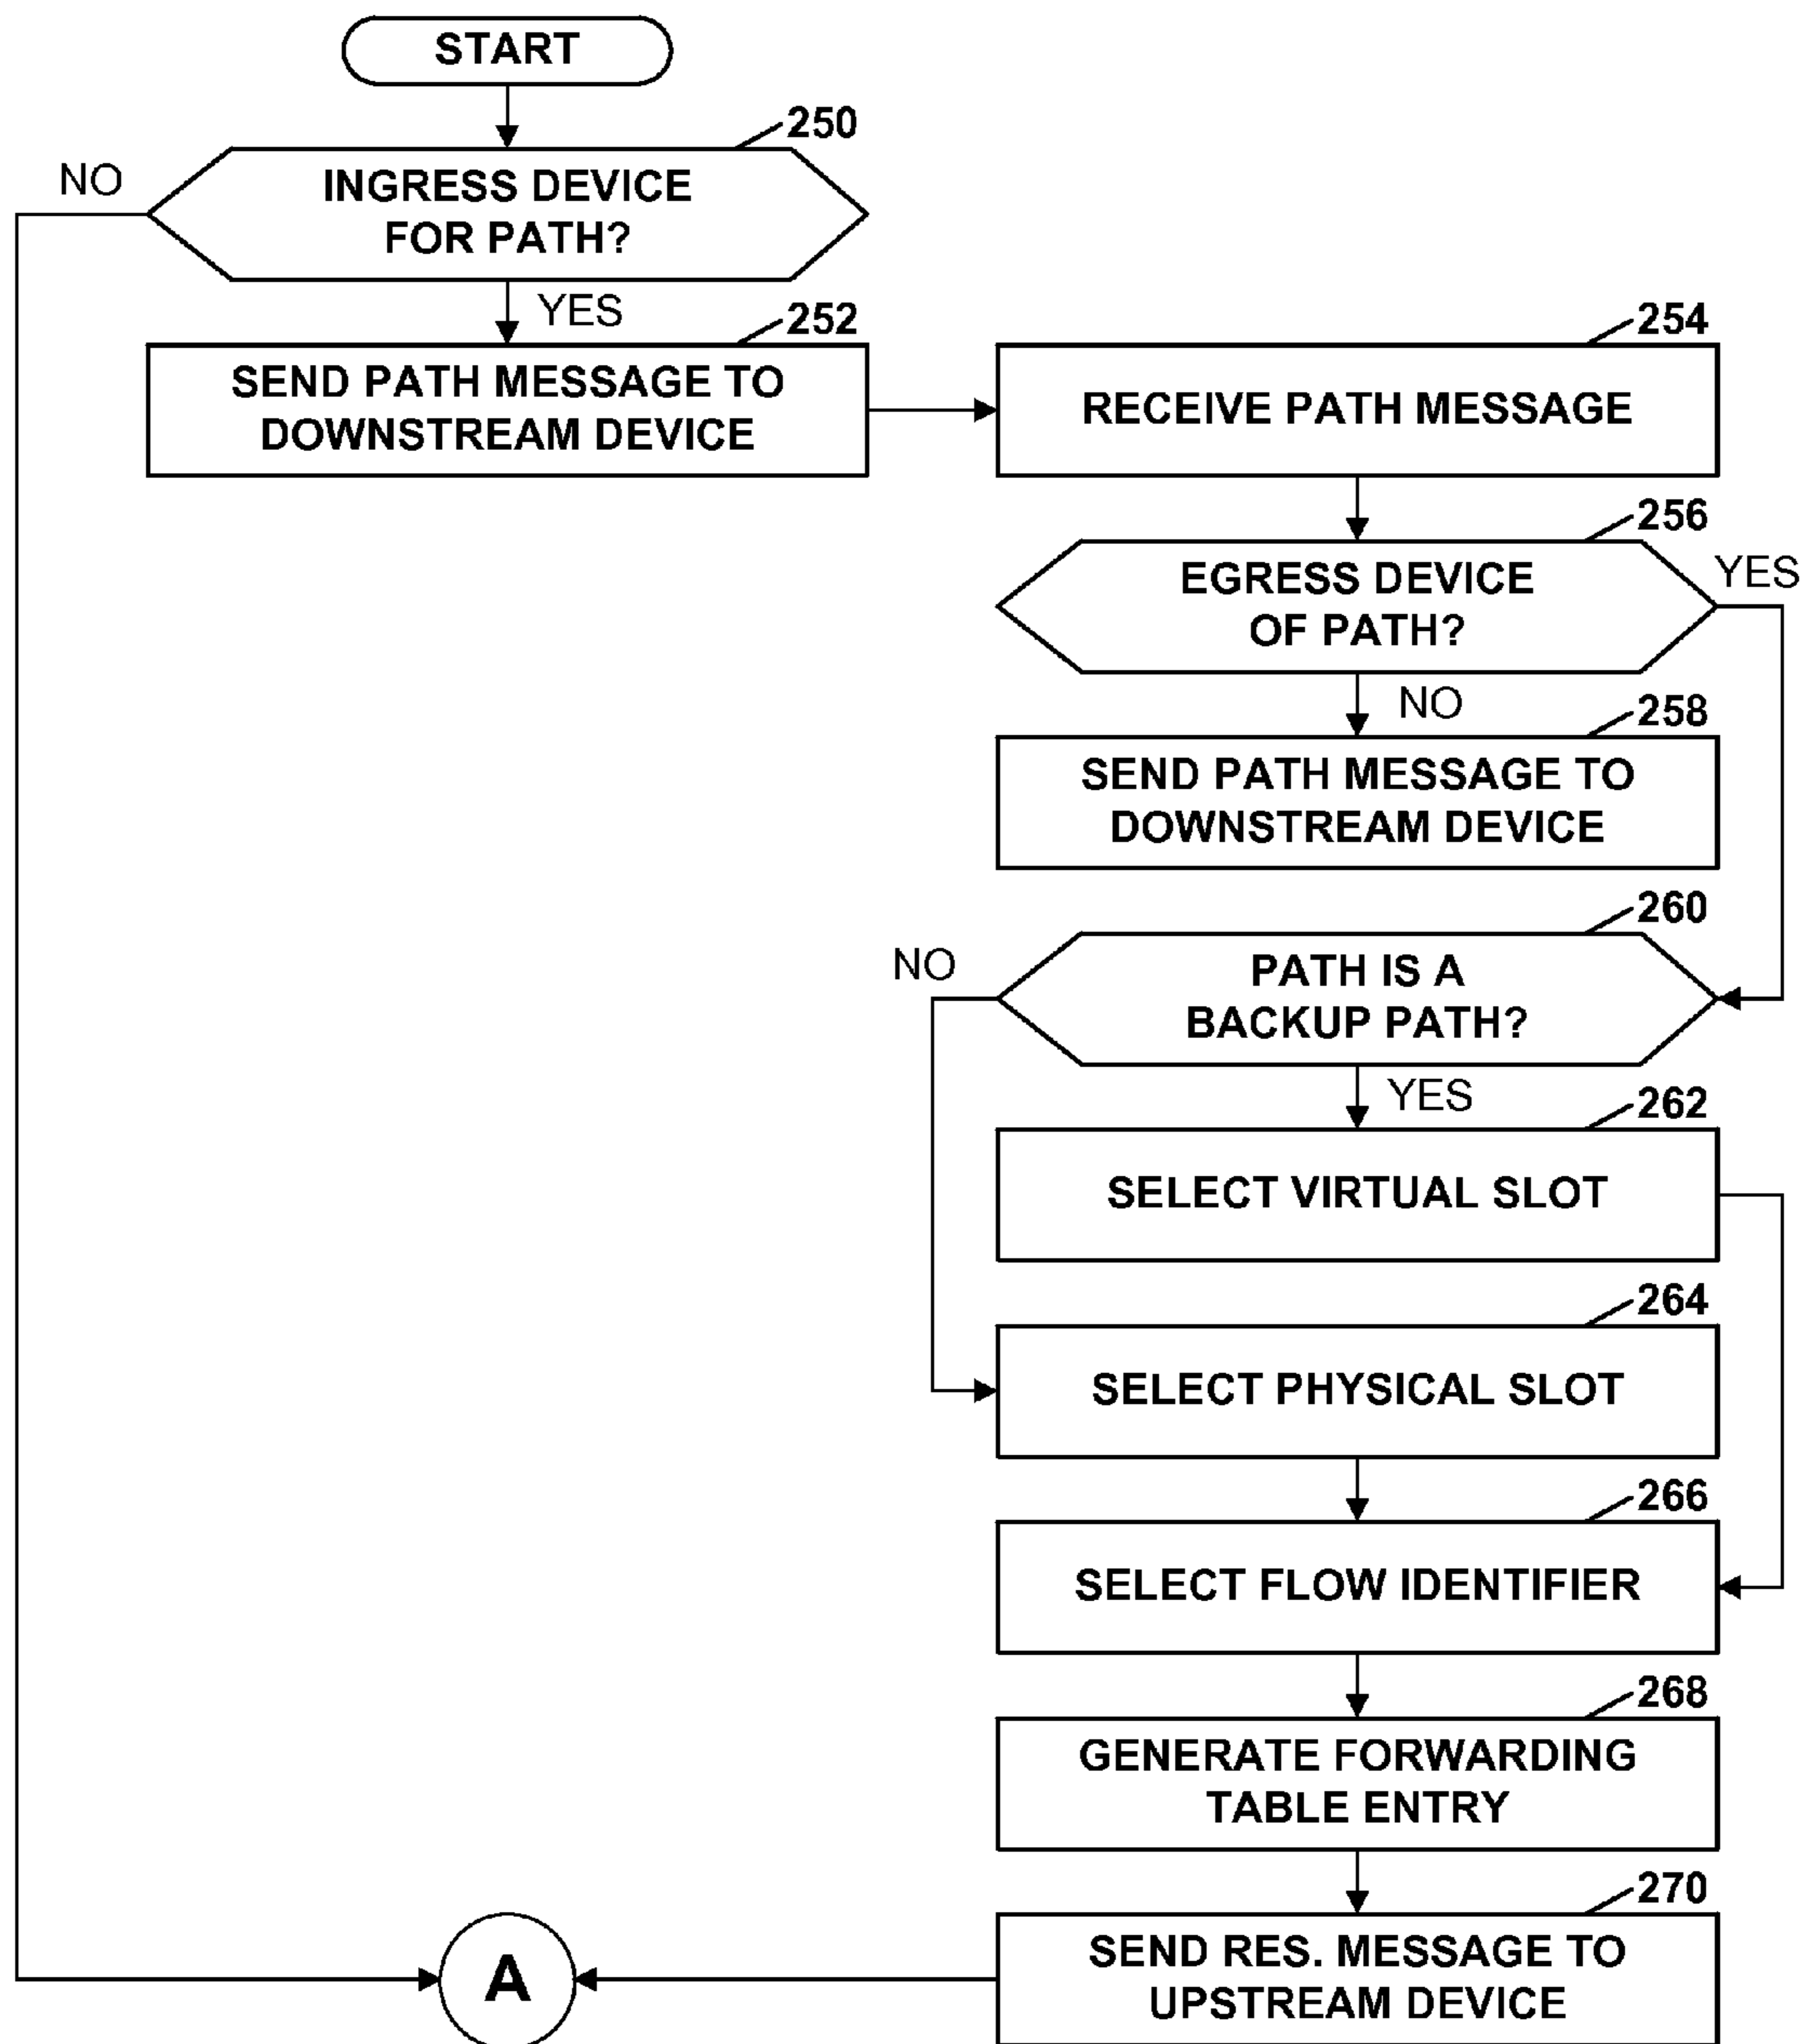 START
250
NO
INGRESS DEVICE
FOR PATH?
YES
252
SEND PATH MESSAGE TO
DOWNSTREAM DEVICE
254
RECEIVE PATH MESSAGE
256
EGRESS DEVICE
OF PATH?
YES
NO
258
SEND PATH MESSAGE TO
DOWNSTREAM DEVICE
260
NO
PATH IS A
BACKUP PATH?
YES
262
SELECT VIRTUAL SLOT
264
SELECT PHYSICAL SLOT
266
SELECT FLOW IDENTIFIER
268
GENERATE FORWARDING
TABLE ENTRY
270
SEND RES. MESSAGE TO
UPSTREAM DEVICE
A